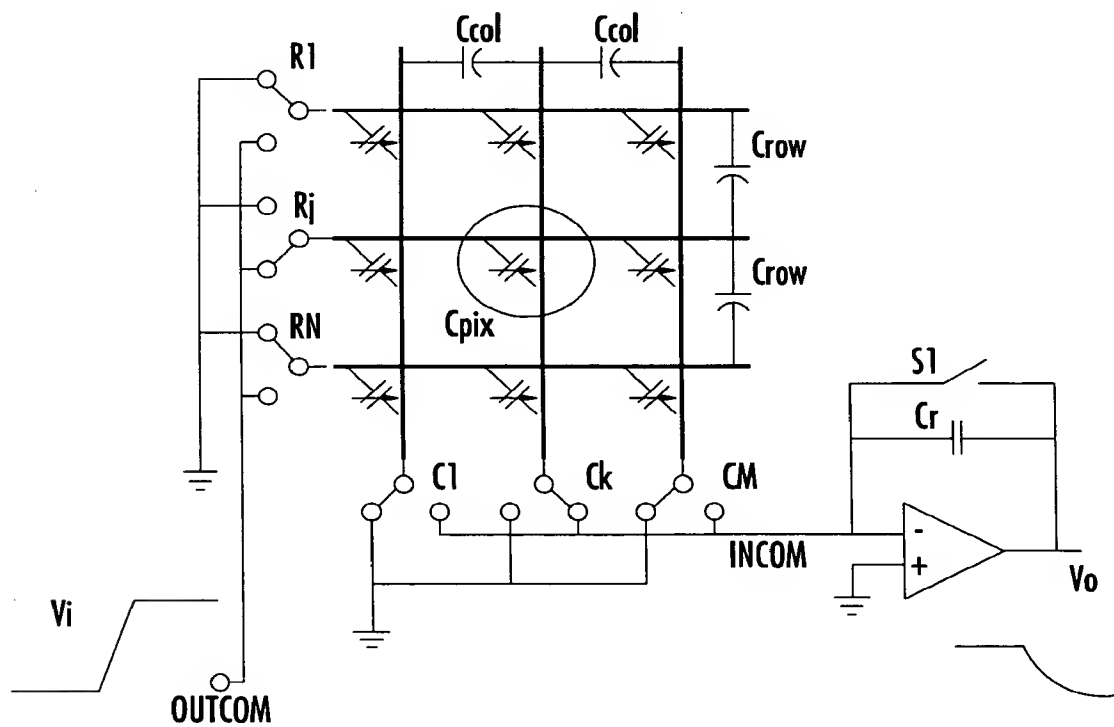 Ccol Ccol
R1
Crow
Rj
Crow
Cpix
RN
S1
Cr
C1 Ck CM
-
INCOM
+
Vo
Vi
OUTCOM